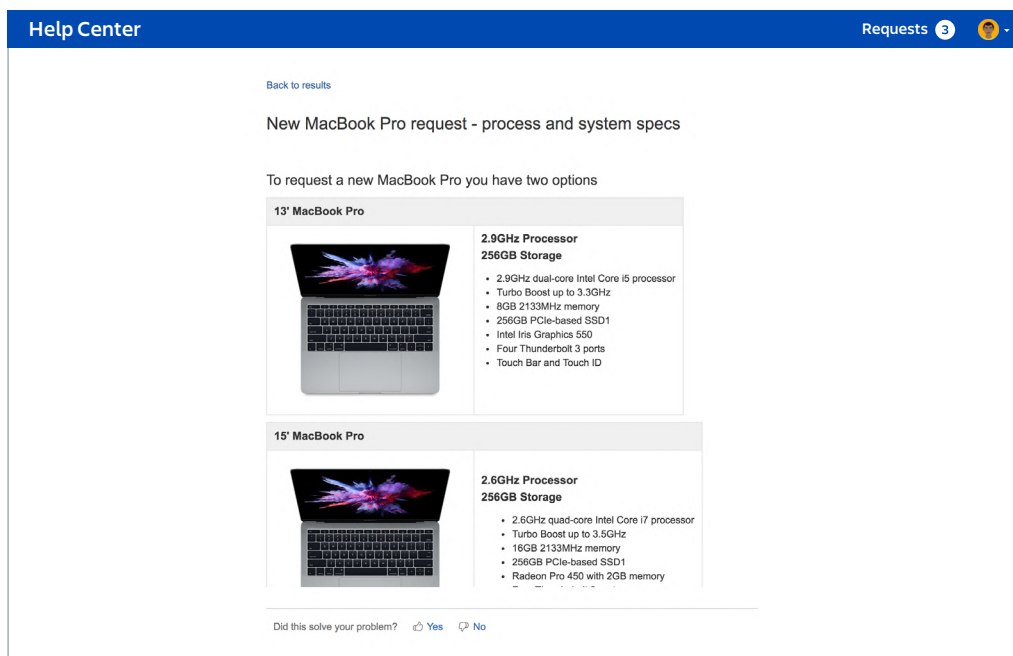 Help Center
Requests 3
Back to results
New MacBook Pro request - process and system specs
To request a new MacBook Pro you have two options
13' MacBook Pro
2.9GHz Processor
256GB Storage
• 2.9GHz dual-core Intel Core i5 processor
• Turbo Boost up to 3.3GHz
• 8GB 2133MHz memory
• 256GB PCIe-based SSD1
• Intel Iris Graphics 550
• Four Thunderbolt 3 ports
• Touch Bar and Touch ID
15' MacBook Pro
2.6GHz Processor
256GB Storage
• 2.6GHz quad-core Intel Core i7 processor
• Turbo Boost up to 3.5GHz
• 16GB 2133MHz memory
• 256GB PCIe-based SSD1
• Radeon Pro 450 with 2GB memory
Did this solve your problem? Yes No